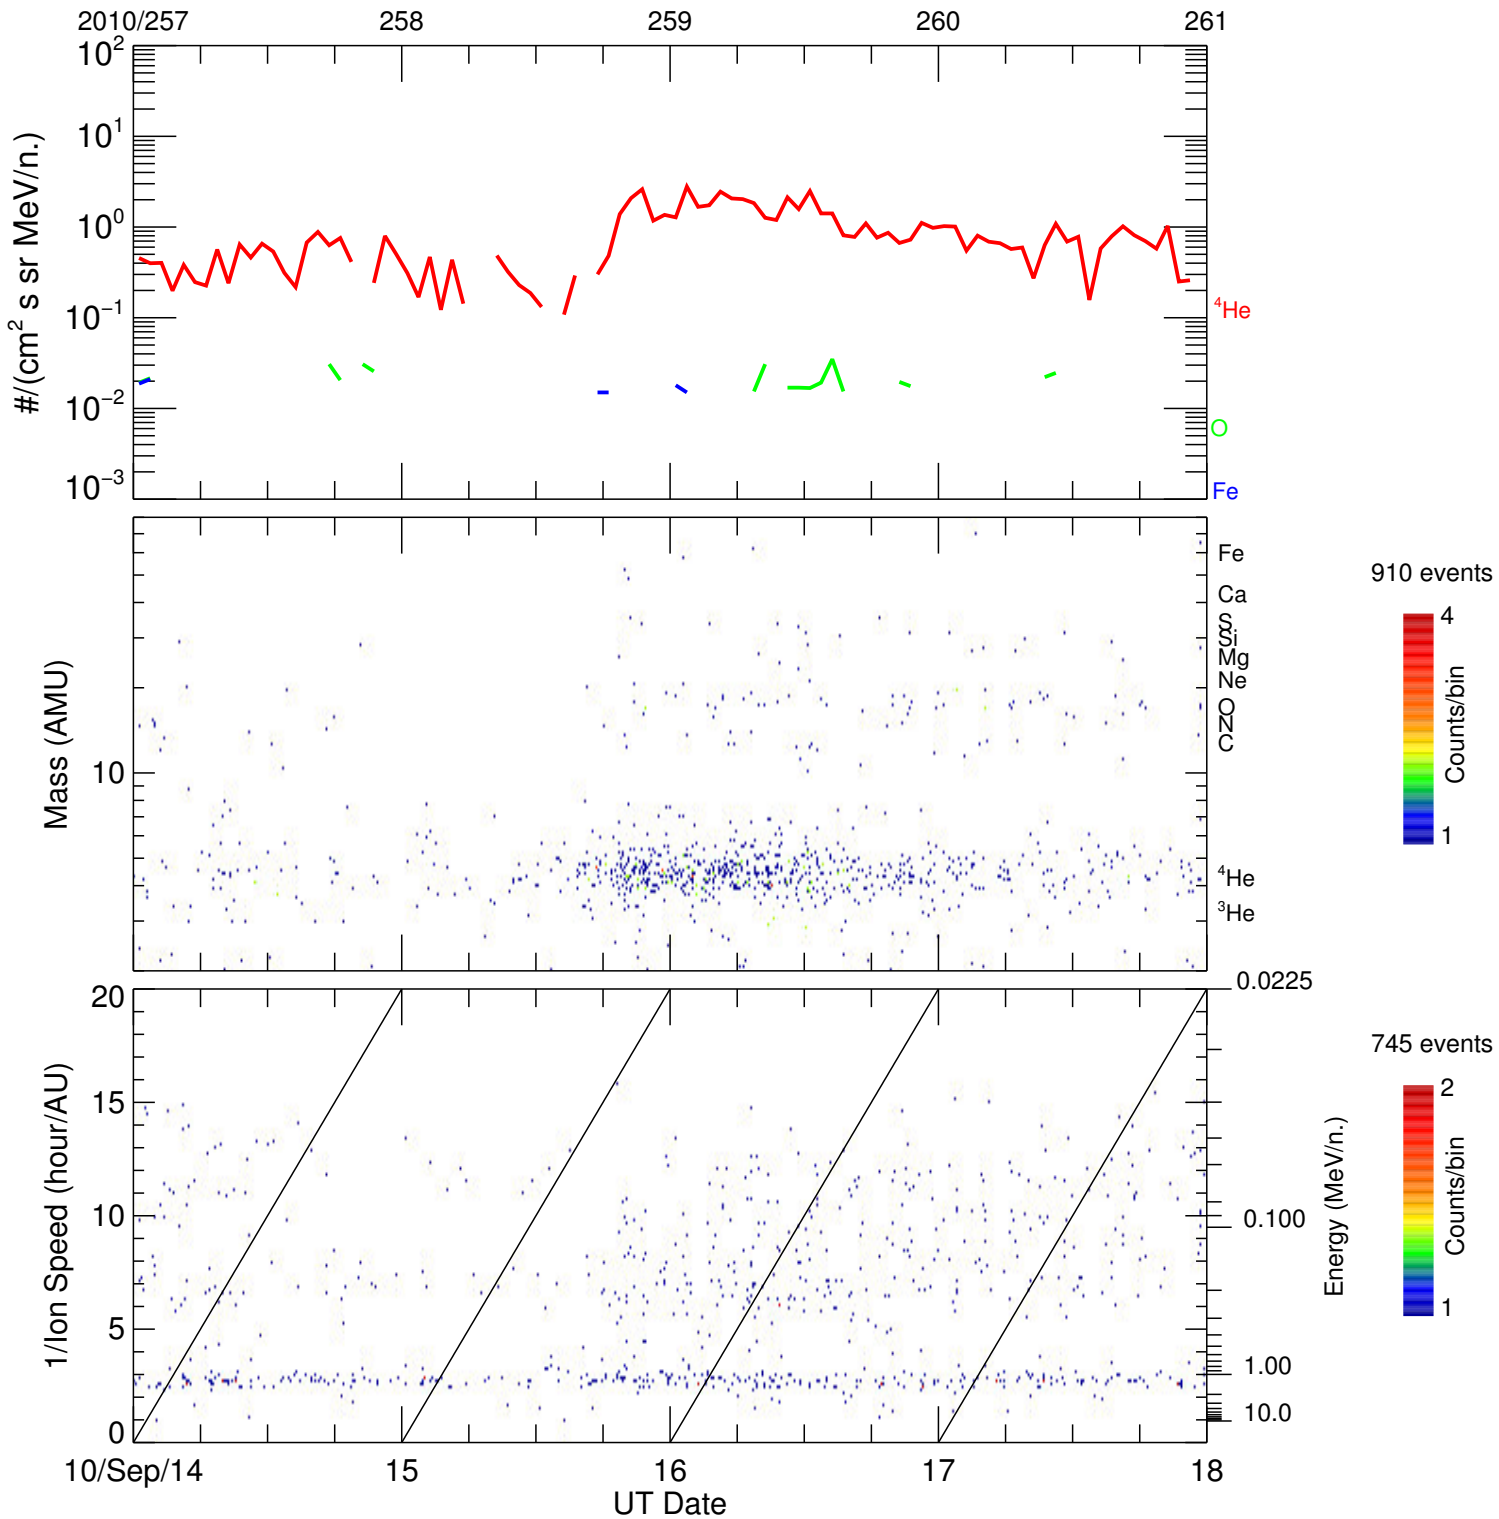 2010/257 258 259 260 261
10²
10¹
10⁰
10⁻¹
10⁻²
10⁻³
#/(cm² s sr MeV/n.)
⁴He
O
Fe
Mass (AMU)
10
Fe
Ca
S
Si
Mg
Ne
O
N
C
⁴He
³He
910 events
4
Counts/bin
1
1/Ion Speed (hour/AU)
20
15
10
5
0
0.0225
0.100
1.00
10.0
Energy (MeV/n.)
745 events
2
Counts/bin
1
10/Sep/14 15 16 17 18
UT Date